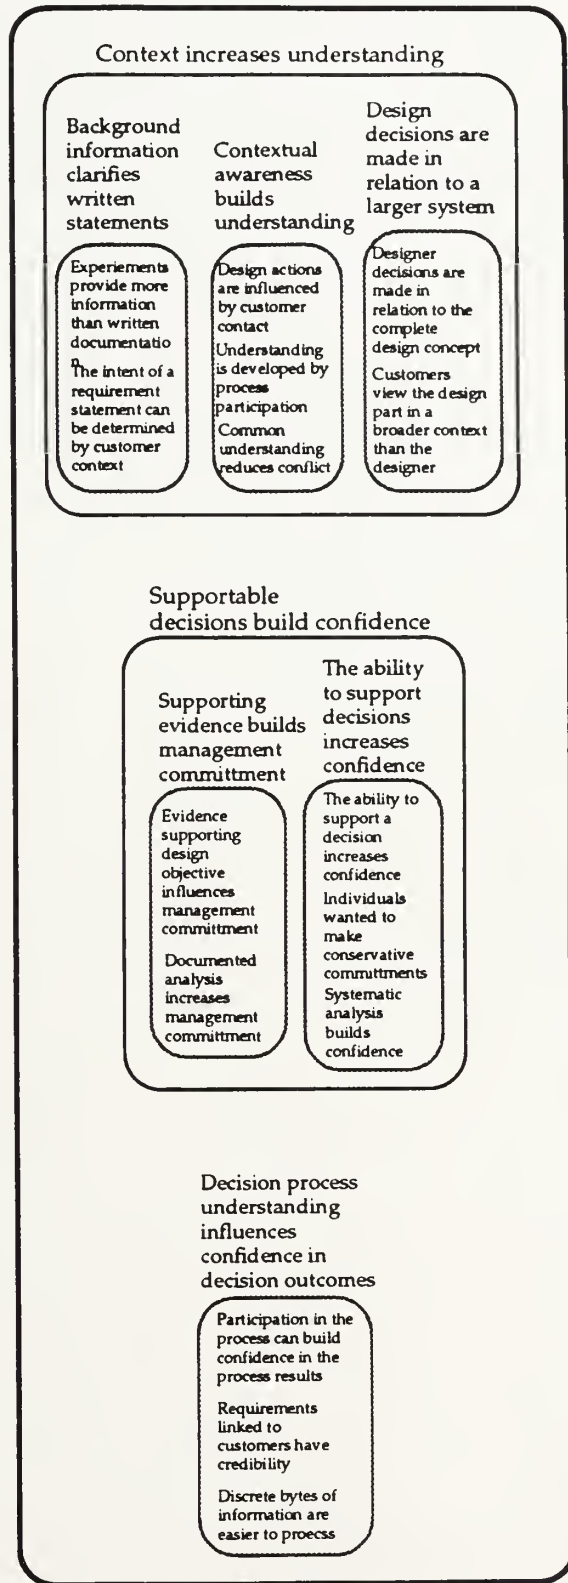 Context increases understanding
Background
information
clarifies
written
statements
Experiements
provide more
information
than written
documentatio
n
The intent of a
requirement
statement can
be determined
by customer
context
Contextual
awareness
builds
understanding
Design actions
are influenced
by customer
contact
Understanding
is developed by
process
participation
Common
understanding
reduces conflict
Design
decisions are
made in
relation to a
larger system
Designer
decisions are
made in
relation to the
complete
design concept
Customers
view the design
part in a
broader context
than the
designer
Supportable
decisions build confidence
Supporting
evidence builds
management
committment
Evidence
supporting
design
objective
influences
management
committment
Documented
analysis
increases
management
committment
The ability
to support
decisions
increases
confidence
The ability to
support a
decision
increases
confidence
Individuals
wanted to
make
conservative
committments
Systematic
analysis
builds
confidence
Decision process
understanding
influences
confidence in
decision outcomes
Participation in the
process can build
confidence in the
process results
Requirements
linked to
customers have
credibility
Discrete bytes of
information are
easier to proecss